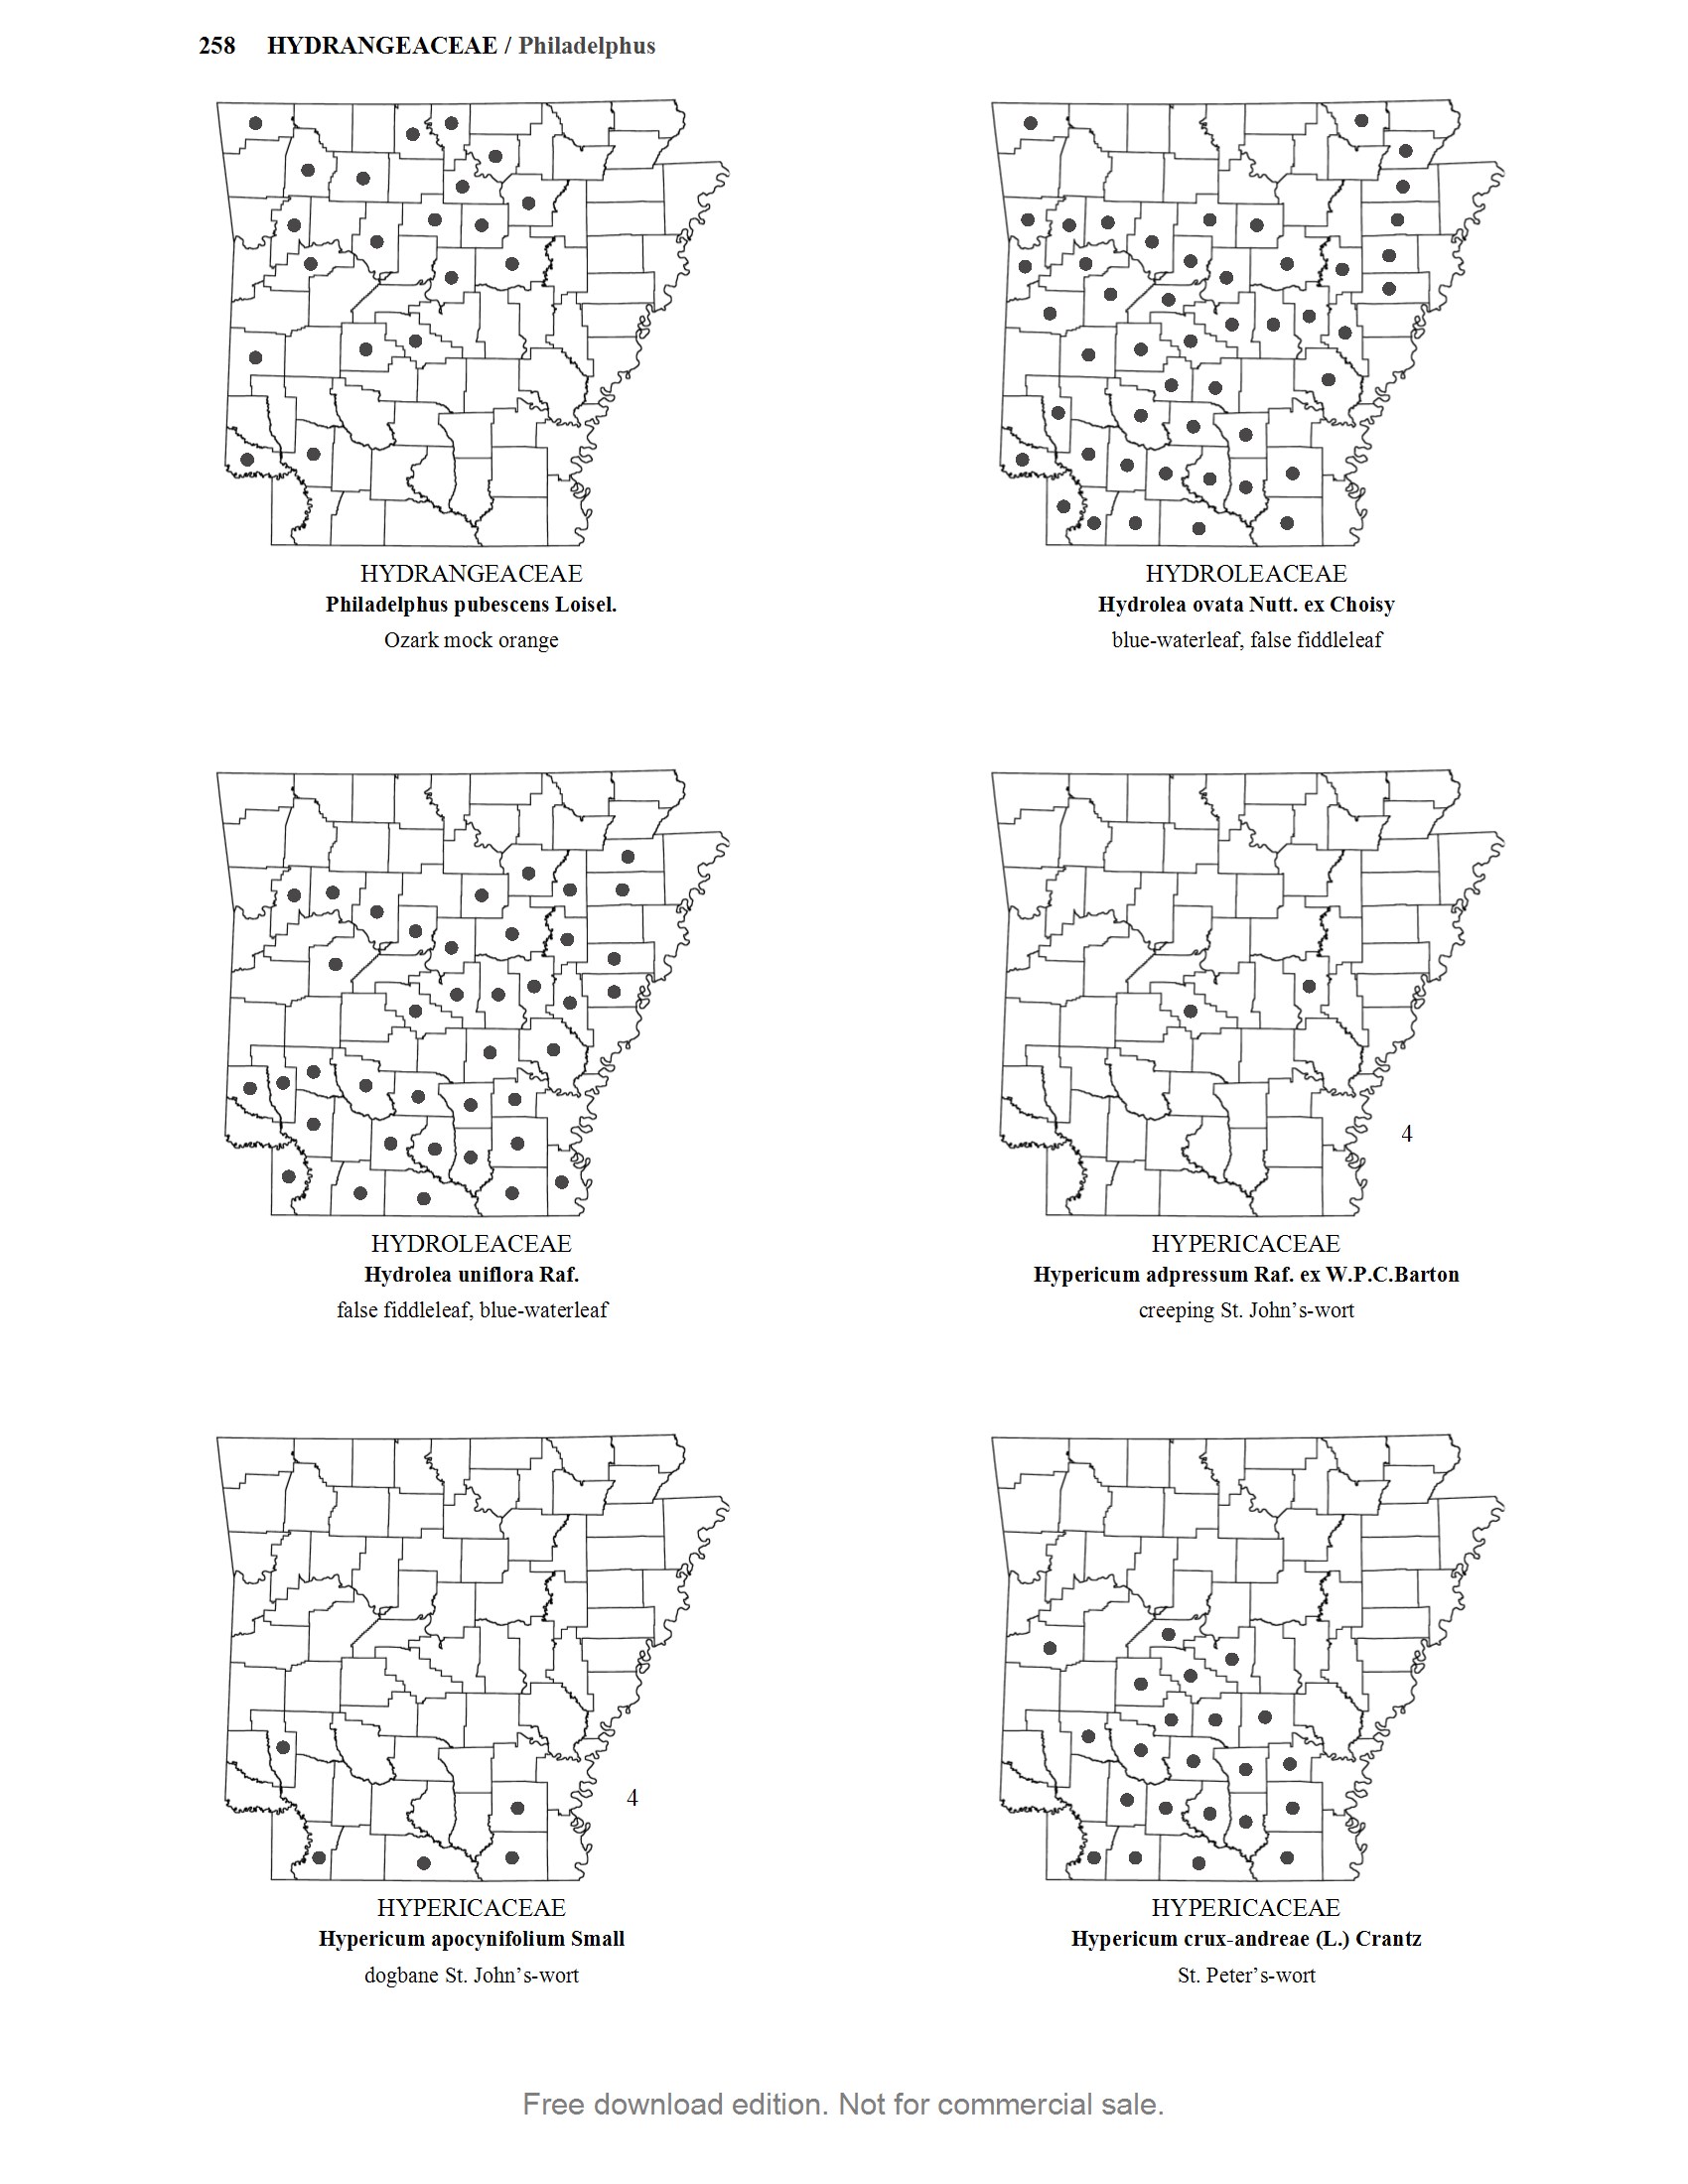 258 HYDRANGEACEAE / Philadelphus
HYDRANGEACEAE
Philadelphus pubescens Loisel.
Ozark mock orange
HYDROLEACEAE
Hydrolea ovata Nutt. ex Choisy
blue-waterleaf, false fiddleleaf
HYDROLEACEAE
Hydrolea uniflora Raf.
false fiddleleaf, blue-waterleaf
4
HYPERICACEAE
Hypericum adpressum Raf. ex W.P.C.Barton
creeping St. John’s-wort
4
HYPERICACEAE
Hypericum apocynifolium Small
dogbane St. John’s-wort
HYPERICACEAE
Hypericum crux-andreae (L.) Crantz
St. Peter’s-wort
Free download edition. Not for commercial sale.